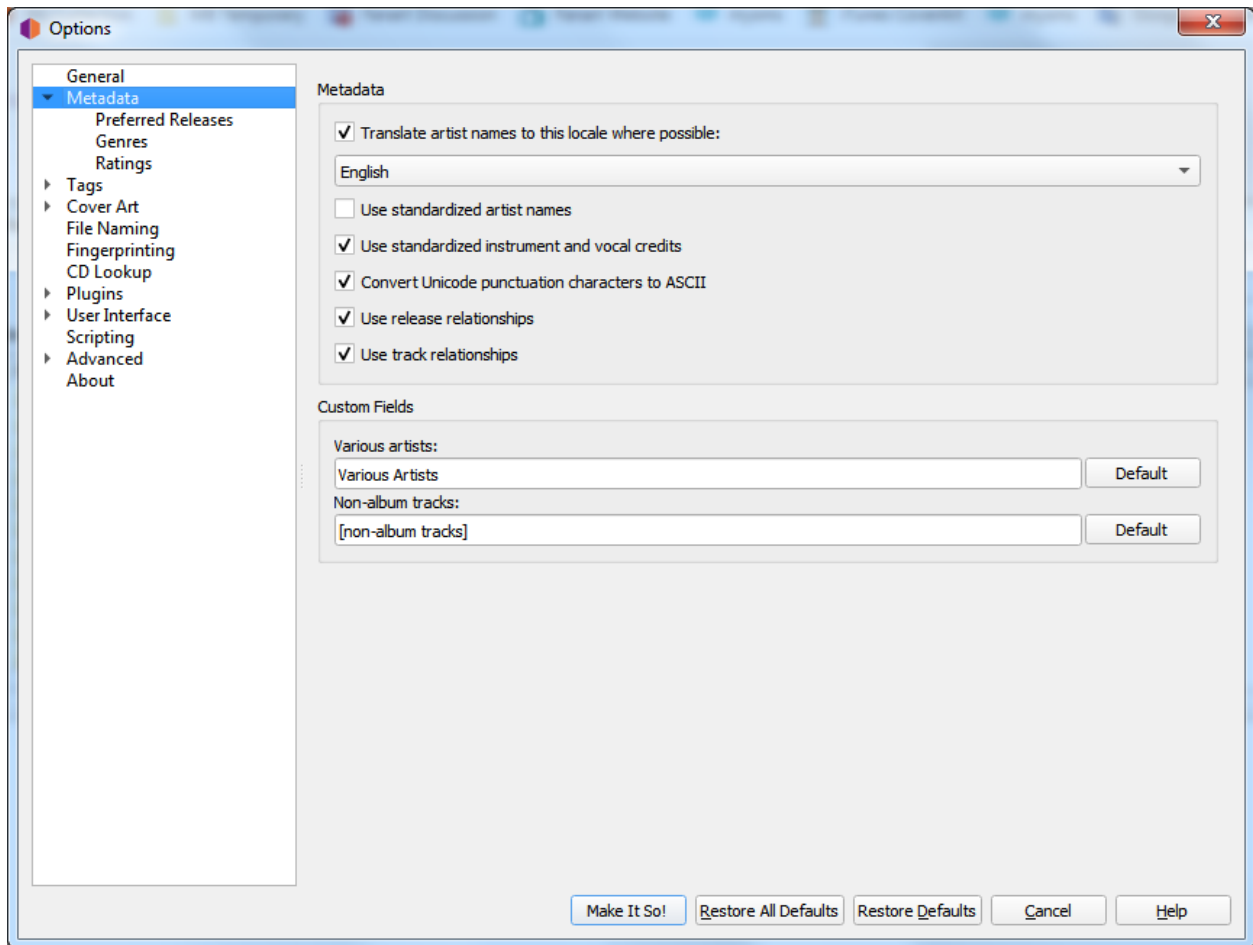 Options
General
Metadata
Preferred Releases
Genres
Ratings
Tags
Cover Art
File Naming
Fingerprinting
CD Lookup
Plugins
User Interface
Scripting
Advanced
About
Metadata
Translate artist names to this locale where possible:
English
Use standardized artist names
Use standardized instrument and vocal credits
Convert Unicode punctuation characters to ASCII
Use release relationships
Use track relationships
Custom Fields
Various artists:
Various Artists Default
Non-album tracks:
[non-album tracks] Default
Make It So! Restore All Defaults Restore Defaults Cancel Help